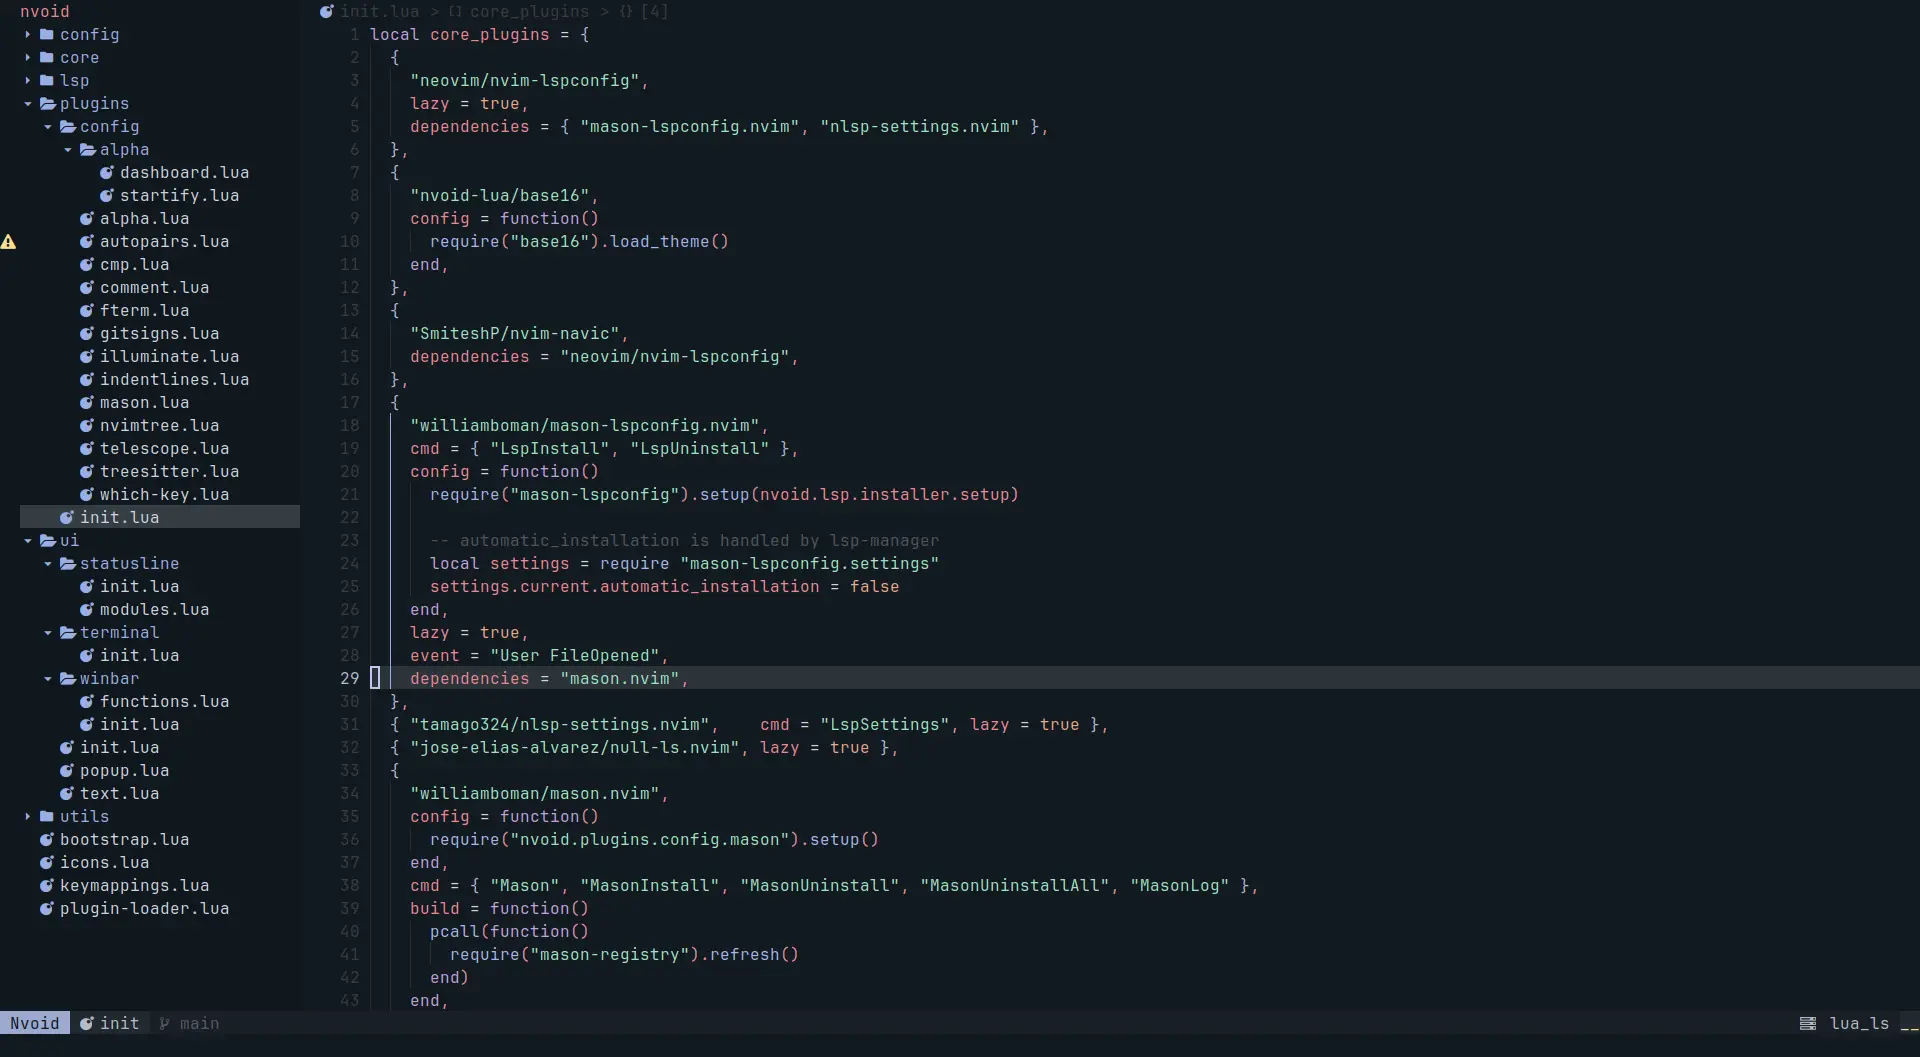 nvoid
config
core
lsp
plugins
config
alpha
dashboard.lua
startify.lua
alpha.lua
autopairs.lua
cmp.lua
comment.lua
fterm.lua
gitsigns.lua
illuminate.lua
indentlines.lua
mason.lua
nvimtree.lua
telescope.lua
treesitter.lua
which-key.lua
init.lua
ui
statusline
init.lua
modules.lua
terminal
init.lua
winbar
functions.lua
init.lua
init.lua
popup.lua
text.lua
utils
bootstrap.lua
icons.lua
keymappings.lua
plugin-loader.lua
init.lua > [] core_plugins > {} [4]
1 local core_plugins = {
2   {
3     "neovim/nvim-lspconfig",
4     lazy = true,
5     dependencies = { "mason-lspconfig.nvim", "nlsp-settings.nvim" },
6   },
7   {
8     "nvoid-lua/base16",
9     config = function()
10       require("base16").load_theme()
11     end,
12   },
13   {
14     "SmiteshP/nvim-navic",
15     dependencies = "neovim/nvim-lspconfig",
16   },
17   {
18     "williamboman/mason-lspconfig.nvim",
19     cmd = { "LspInstall", "LspUninstall" },
20     config = function()
21       require("mason-lspconfig").setup(nvoid.lsp.installer.setup)
22
23       -- automatic_installation is handled by lsp-manager
24       local settings = require "mason-lspconfig.settings"
25       settings.current.automatic_installation = false
26     end,
27     lazy = true,
28     event = "User FileOpened",
29     dependencies = "mason.nvim",
30   },
31   { "tamago324/nlsp-settings.nvim",    cmd = "LspSettings", lazy = true },
32   { "jose-elias-alvarez/null-ls.nvim", lazy = true },
33   {
34     "williamboman/mason.nvim",
35     config = function()
36       require("nvoid.plugins.config.mason").setup()
37     end,
38     cmd = { "Mason", "MasonInstall", "MasonUninstall", "MasonUninstallAll", "MasonLog" },
39     build = function()
40       pcall(function()
41         require("mason-registry").refresh()
42       end)
43     end,
Nvoid init main lua_ls __